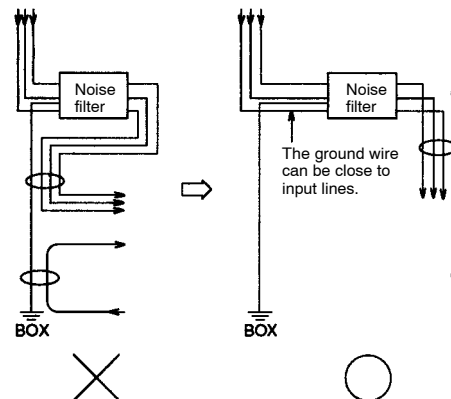 Noise
filter
BOX
Noise
filter
The ground wire
can be close to
input lines.
BOX